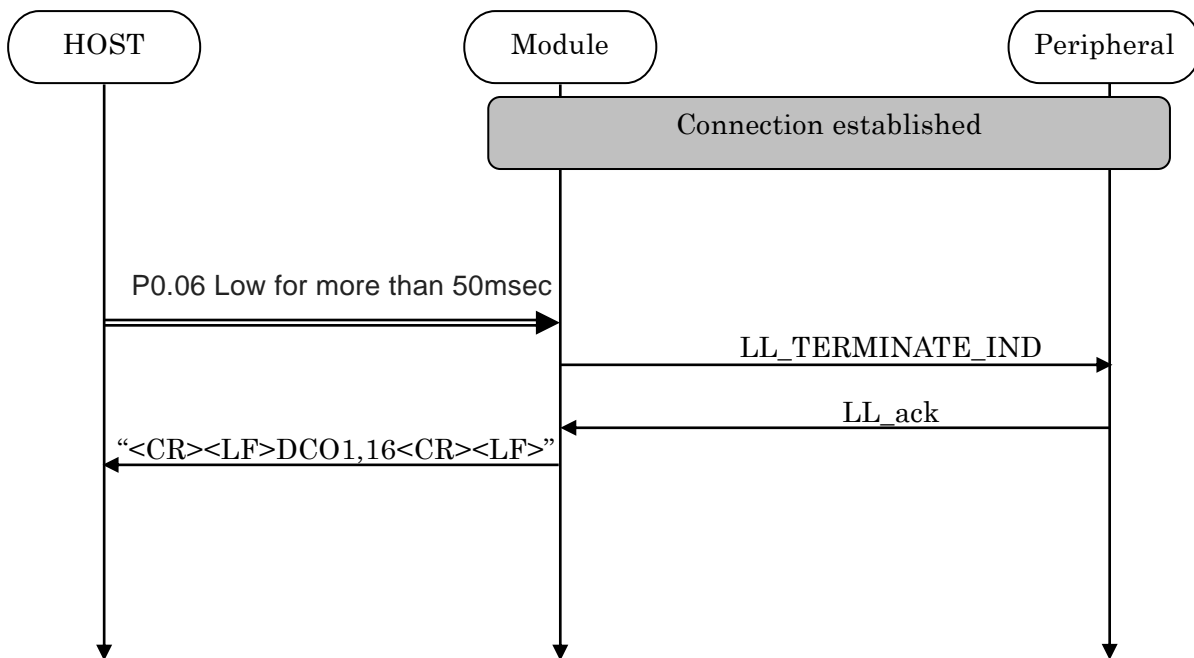 HOST
Module
Peripheral
Connection established
P0.06 Low for more than 50msec
LL_TERMINATE_IND
LL_ack
“<CR><LF>DCO1,16<CR><LF>”